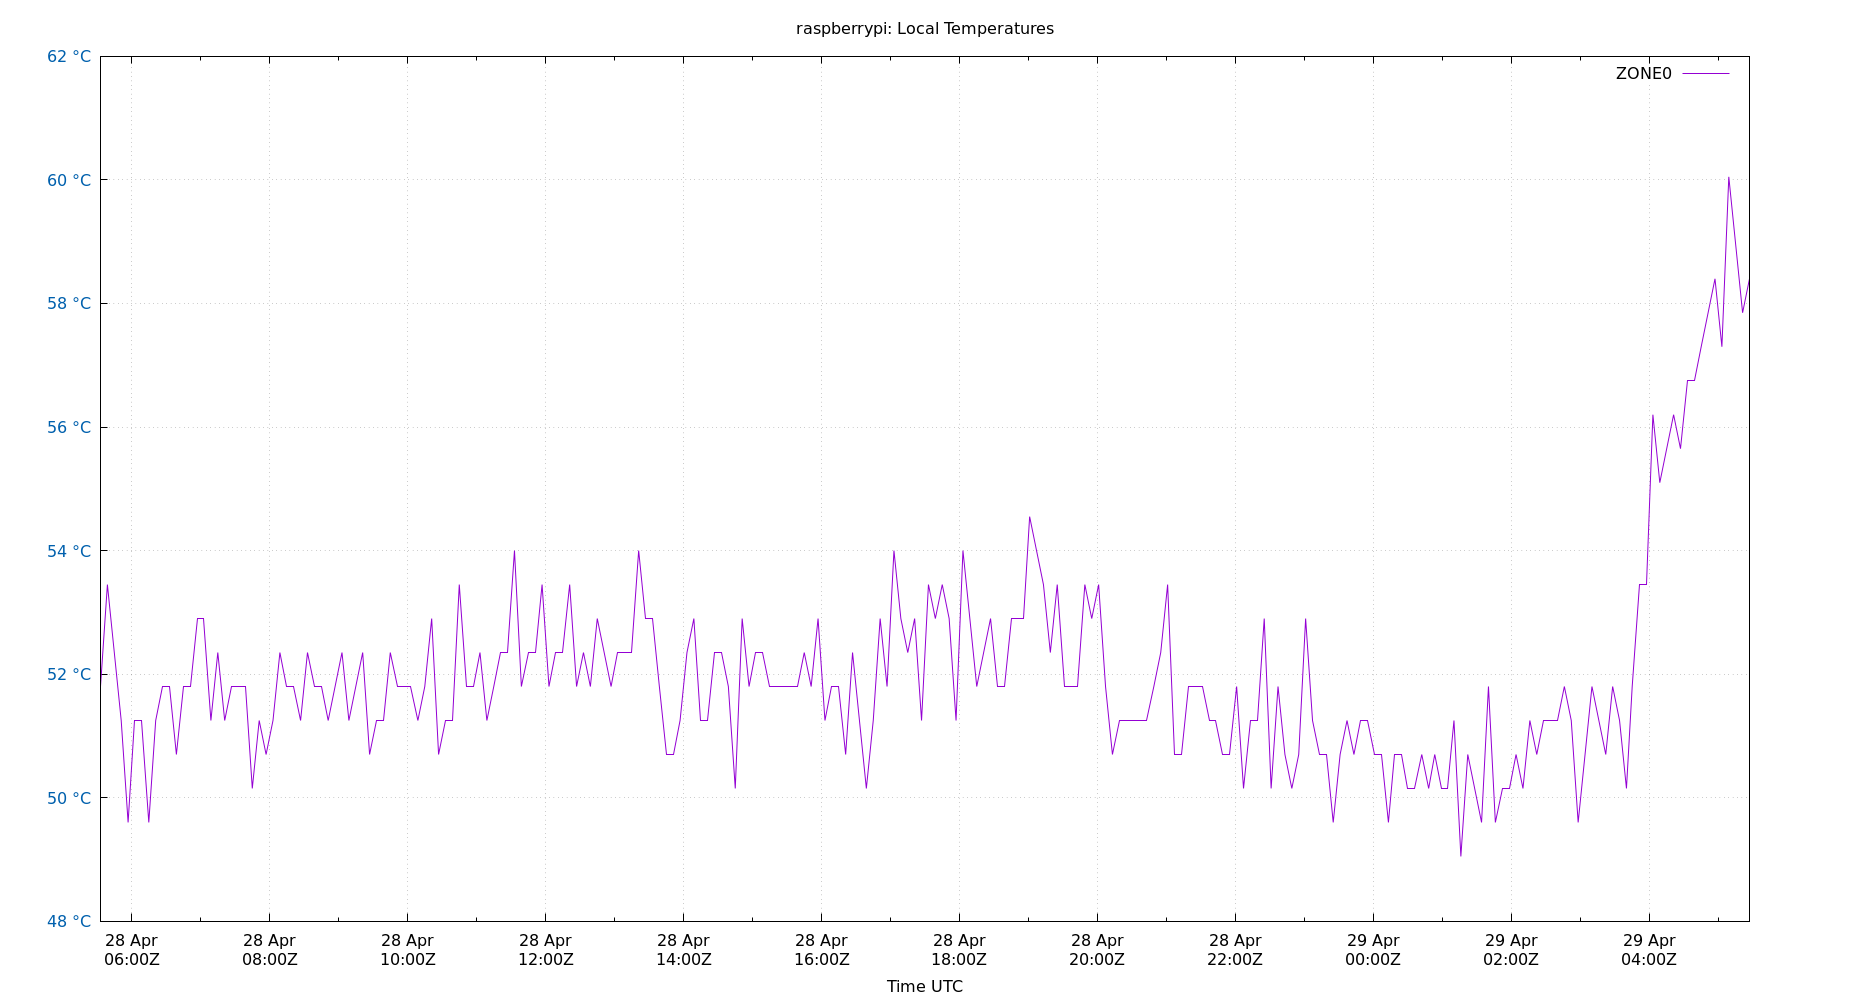 raspberrypi: Local Temperatures
62 °C
ZONE0
60 °C
58 °C
56 °C
54 °C
52 °C
50 °C
48 °C
28 Apr 28 Apr 28 Apr 28 Apr 28 Apr 28 Apr 28 Apr 28 Apr 28 Apr 29 Apr 29 Apr 29 Apr
06:00Z 08:00Z 10:00Z 12:00Z 14:00Z 16:00Z 18:00Z 20:00Z 22:00Z 00:00Z 02:00Z 04:00Z
Time UTC